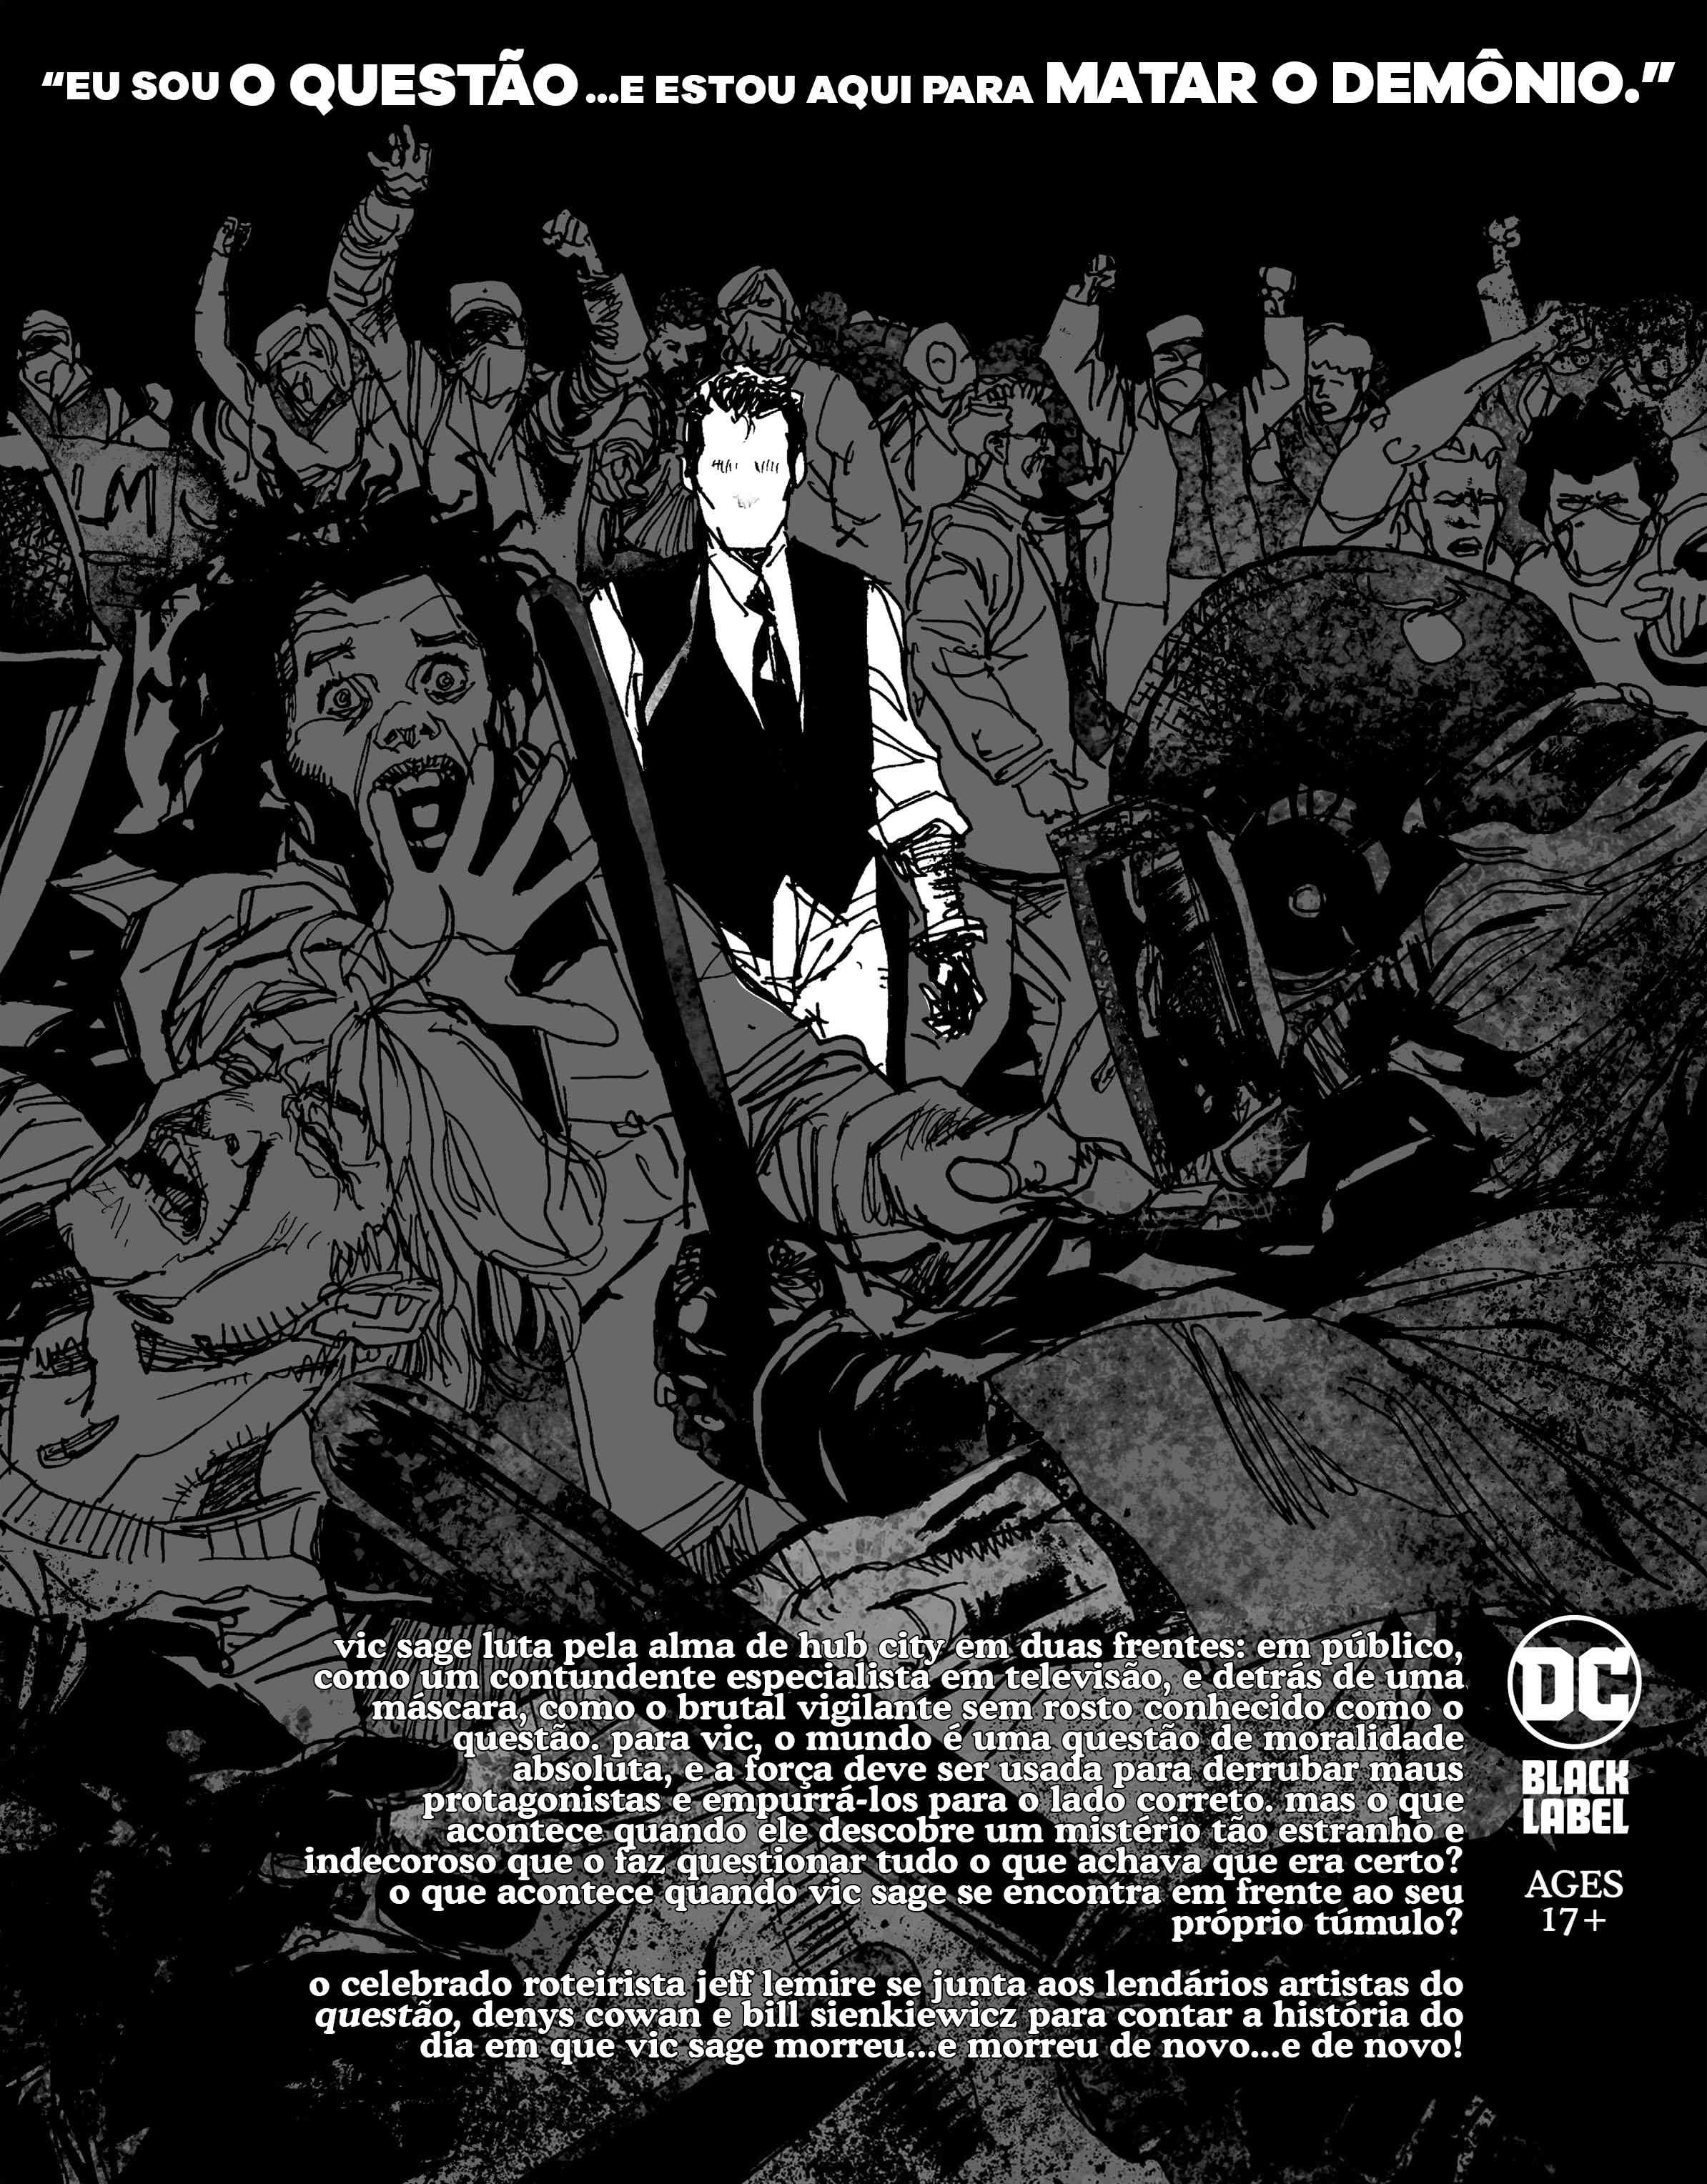 “EU SOU O QUESTÃO ...E ESTOU AQUI PARA MATAR O DEMÔNIO.”
LM
vic sage luta pela alma de hub city em duas frentes: em público,
como um contundente especialista em televisão, e detrás de uma
máscara, como o brutal vigilante sem rosto conhecido como o
questão. para vic, o mundo é uma questão de moralidade
absoluta, e a força deve ser usada para derrubar maus
protagonistas e empurrá-los para o lado correto. mas o que
acontece quando ele descobre um mistério tão estranho e
indecoroso que o faz questionar tudo o que achava que era certo?
o que acontece quando vic sage se encontra em frente ao seu
próprio túmulo?
o celebrado roteirista jeff lemire se junta aos lendários artistas do
questão, denys cowan e bill sienkiewicz para contar a história do
dia em que vic sage morreu...e morreu de novo...e de novo!
DC
BLACK
LABEL
AGES
17+